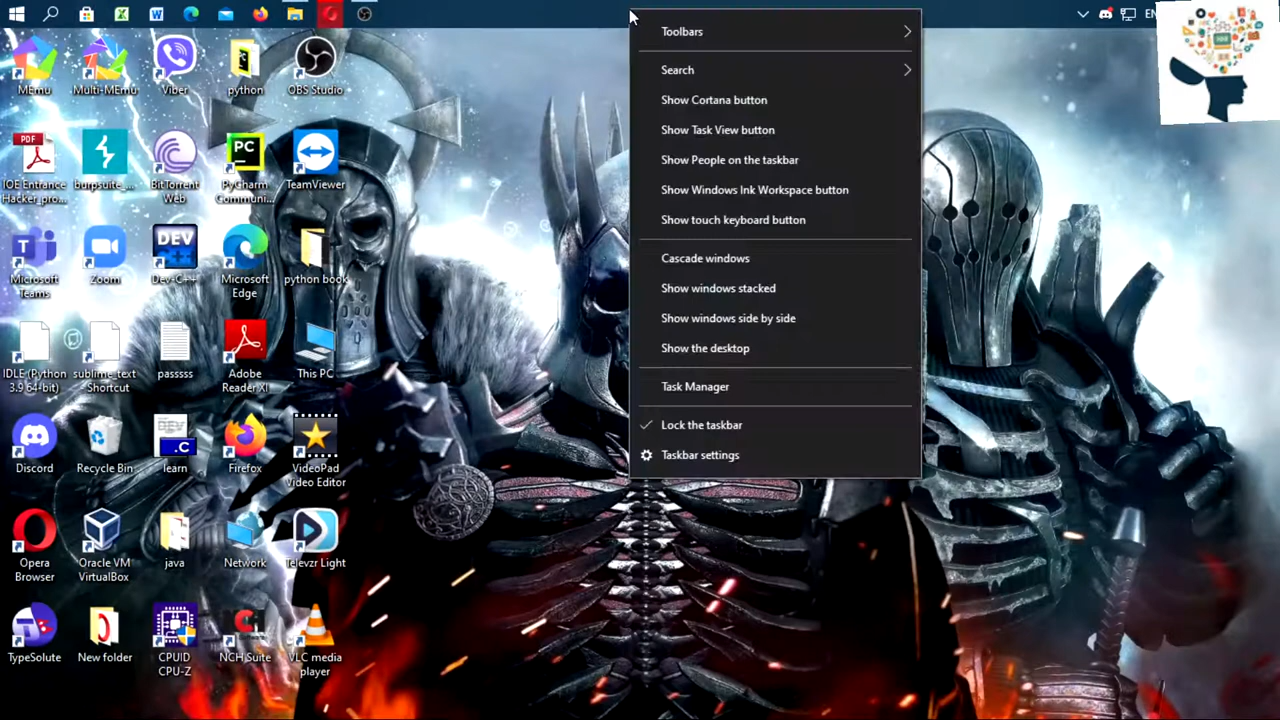 EN
Toolbars
Search
Show Cortana button
Show Task View button
Show People on the taskbar
Show Windows Ink Workspace button
Show touch keyboard button
Cascade windows
Show windows stacked
Show windows side by side
Show the desktop
Task Manager
Lock the taskbar
Taskbar settings
MEmu
Multi-MEmu
Viber
python
OBS Studio
PDF
IOE Entrance
Hacker_pro...
burpsuite_...
BitTorrent
Web
PC
PyCharm
Communi...
TeamViewer
Microsoft
Teams
Zoom
DEV
Dev-C++
Microsoft
Edge
python book
IDLE (Python
3.9 64-bit)
sublime_text
- Shortcut
passsss
Adobe
Reader XI
This PC
Discord
Recycle Bin
DEV
.C
learn
Firefox
VideoPad
Video Editor
Opera
Browser
Oracle VM
VirtualBox
java
Network
Televzr Light
TypeSolute
New folder
CPUID
CPU-Z
NCH Suite
VLC media
player